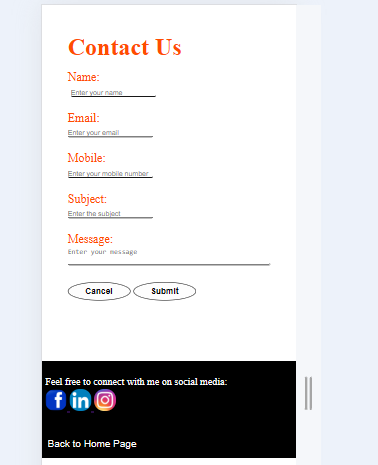 Contact Us
Name:
Enter your name
Email:
Enter your email
Mobile:
Enter your mobile number
Subject:
Enter the subject
Message:
Enter your message
Cancel Submit
Feel free to connect with me on social media:
f in
Back to Home Page